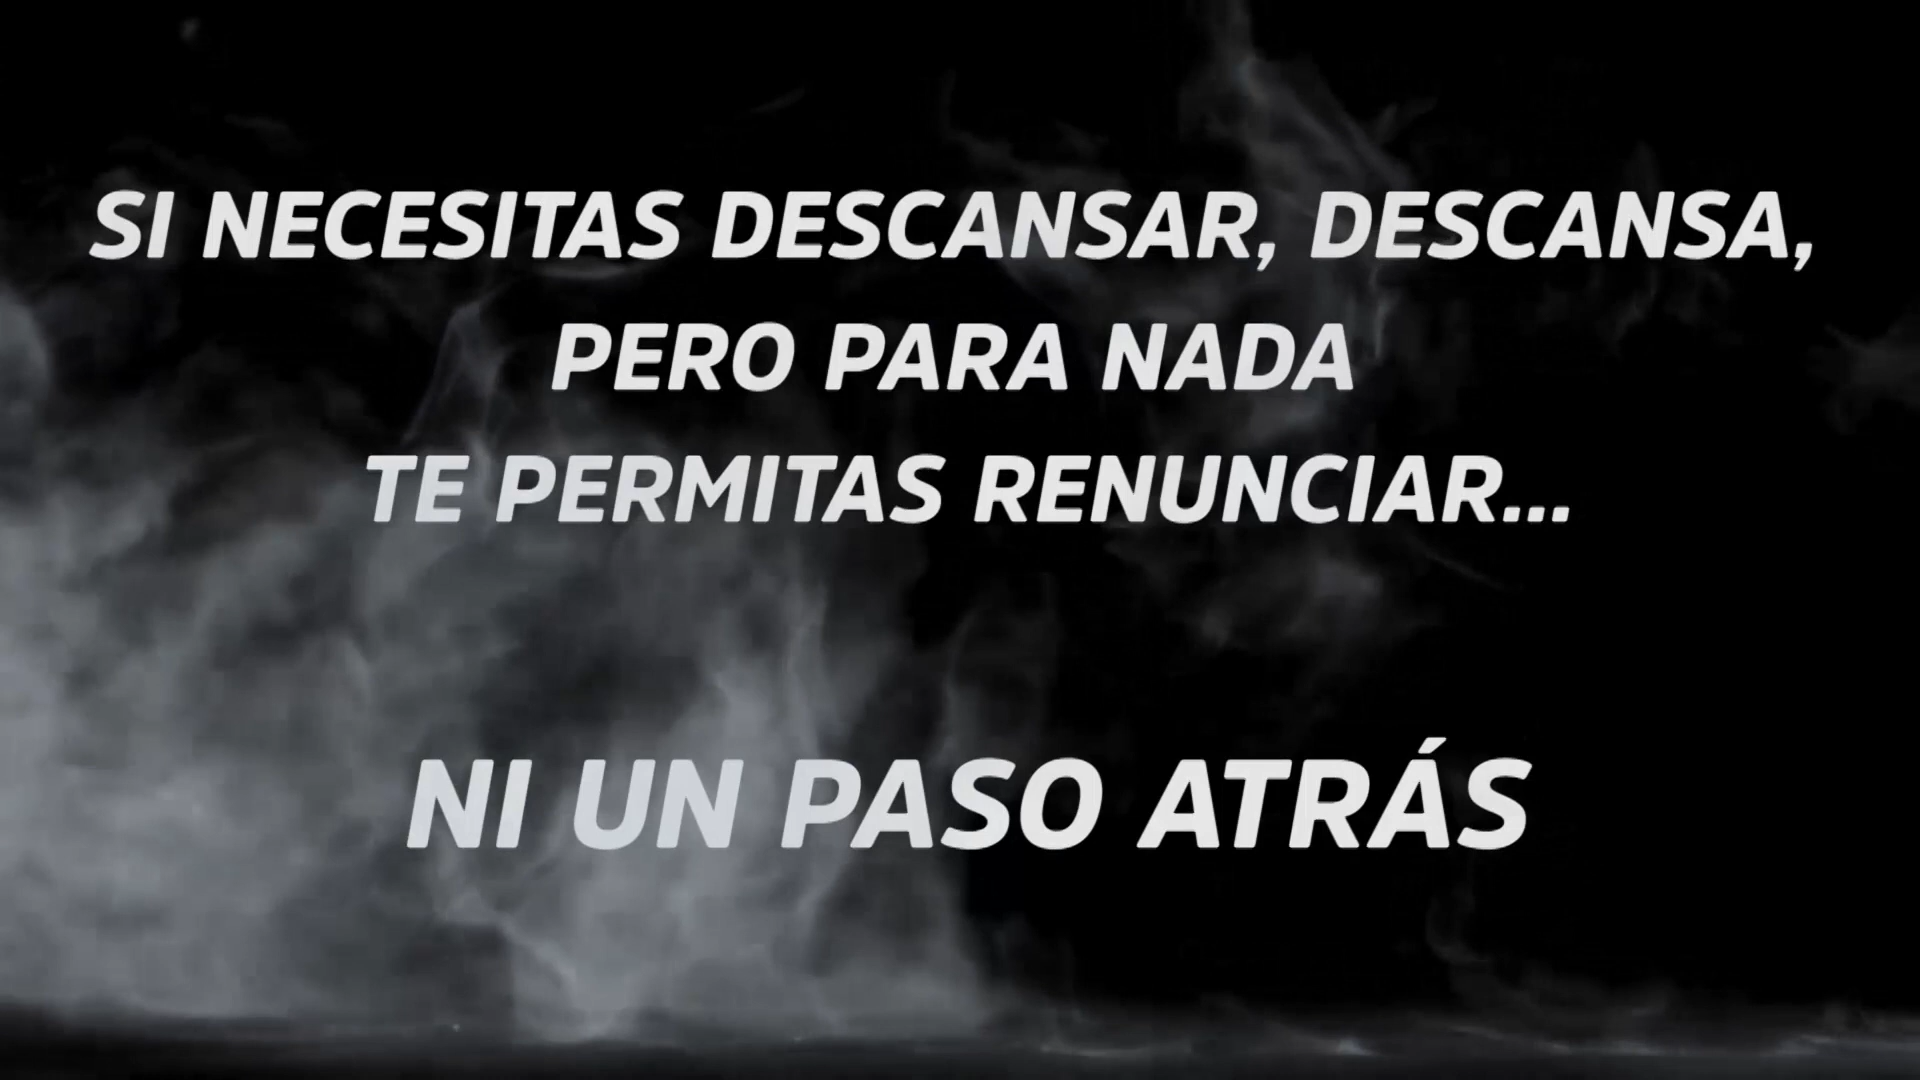 SI NECESITAS DESCANSAR, DESCANSA,
PERO PARA NADA
TE PERMITAS RENUNCIAR...
NI UN PASO ATRÁS